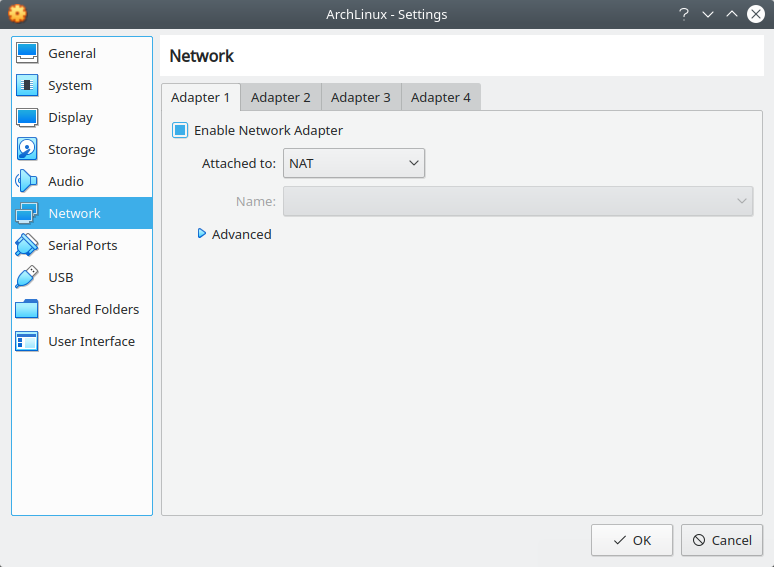 ArchLinux - Settings
?
General
System
Display
Storage
Audio
Network
Serial Ports
USB
Shared Folders
User Interface
Network
Adapter 1 Adapter 2 Adapter 3 Adapter 4
Enable Network Adapter
Attached to: NAT
Name:
Advanced
OK Cancel